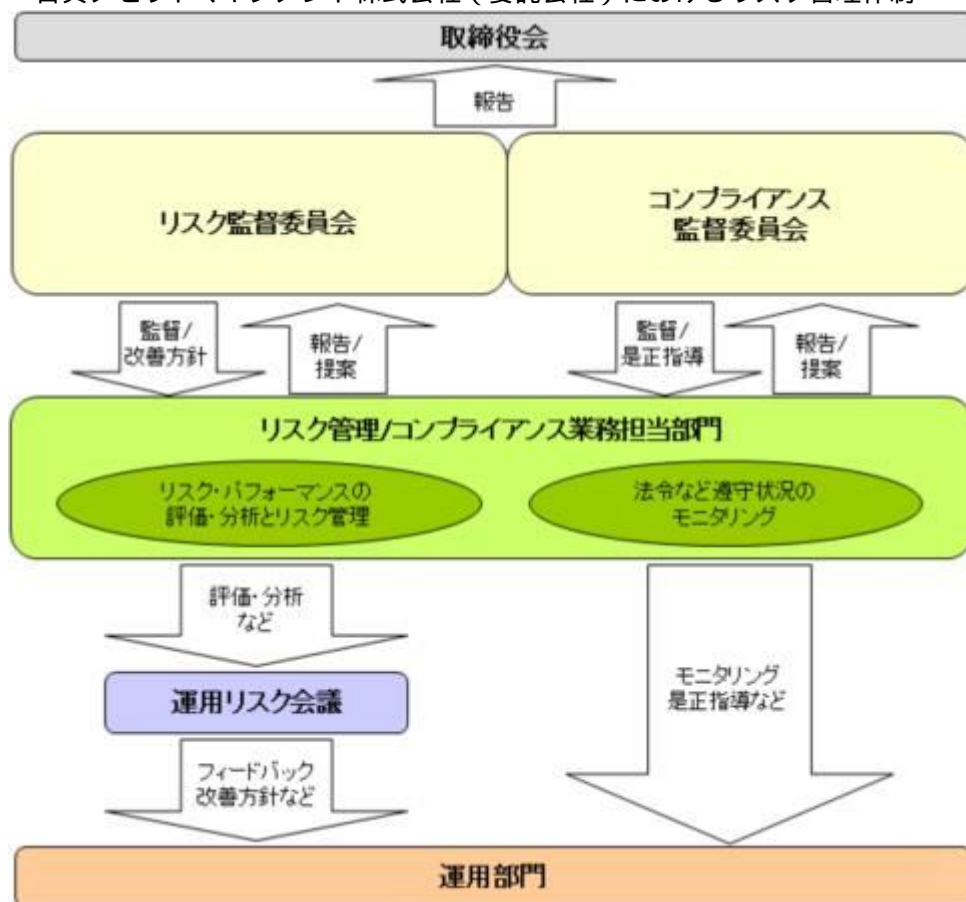 取締役会
報告
リスク監督委員会
コンプライアンス
監督委員会
監督/
改善方針
報告/
提案
監督/
是正指導
報告/
提案
リスク管理/コンプライアンス業務担当部門
リスク・パフォーマンスの
評価・分析とリスク管理
法令など遵守状況の
モニタリング
評価・分析
など
運用リスク会議
モニタリング
是正指導など
フィードバック
改善方針など
運用部門